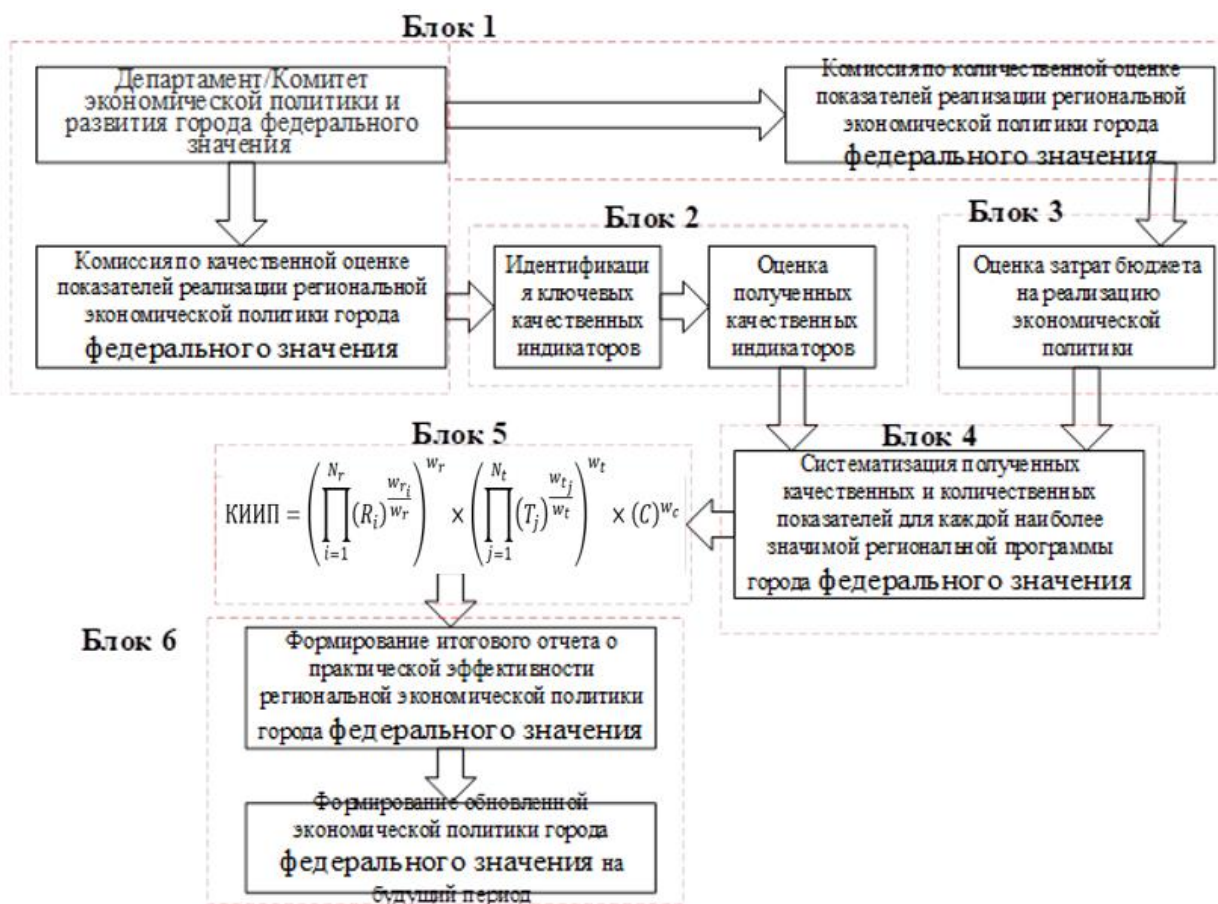 Блок 1
Департамент/Комитет
экономической политики и
развития города федерального
значения
Комиссия по количественной оценке
показателей реализации региональной
экономической политики города
федерального значения
Комиссия по качественной оценке
показателей реализации региональной
экономической политики города
федерального значения
Блок 2
Идентификаци
я ключевых
качественных
индикаторов
Оценка
полученных
качественных
индикаторов
Блок 3
Оценка затрат бюджета
на реализацию
экономической
политики
Блок 4
Систематизация полученных
качественных и количественных
показателей для каждой наиболее
значимой региональной программы
города федерального значения
Блок 5
КИИП = (∏_{i=1}^{N_r} (R_i)^{w_{r_i}/w_r})^{w_r} × (∏_{j=1}^{N_t} (T_j)^{w_{t_j}/w_t})^{w_t} × (C)^{w_c}
Блок 6
Формирование итогового отчета о
практической эффективности
региональной экономической политики
города федерального значения
Формирование обновленной
экономической политики города
федерального значения на
будущий период